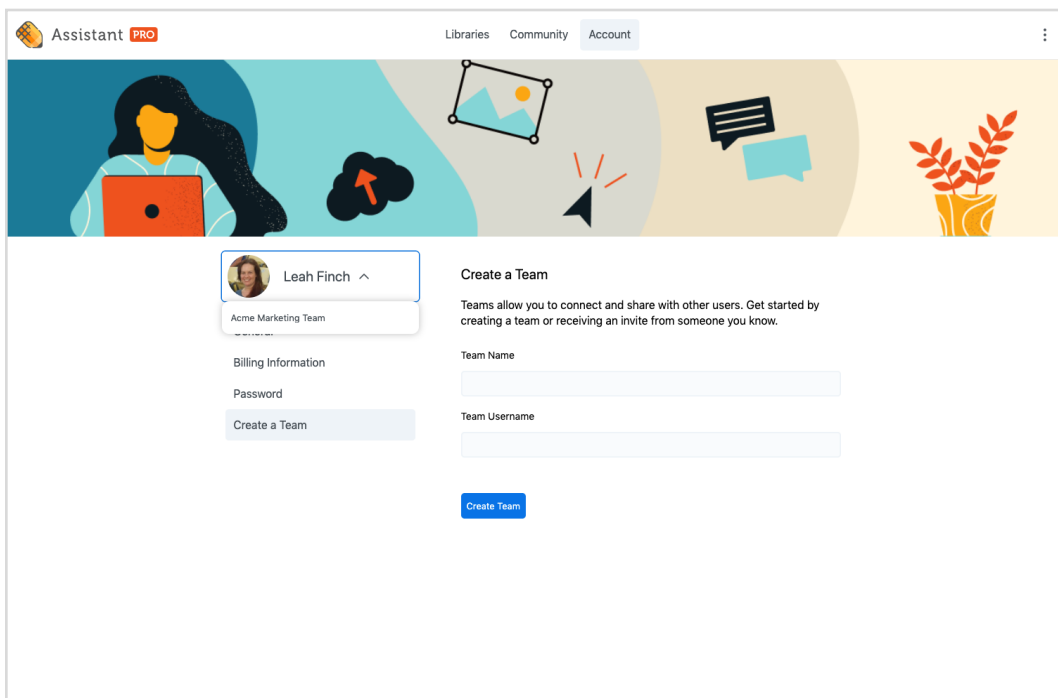 Assistant PRO
Libraries Community Account
Leah Finch
Acme Marketing Team
General
Billing Information
Password
Create a Team
Create a Team
Teams allow you to connect and share with other users. Get started by
creating a team or receiving an invite from someone you know.
Team Name
Team Username
Create Team